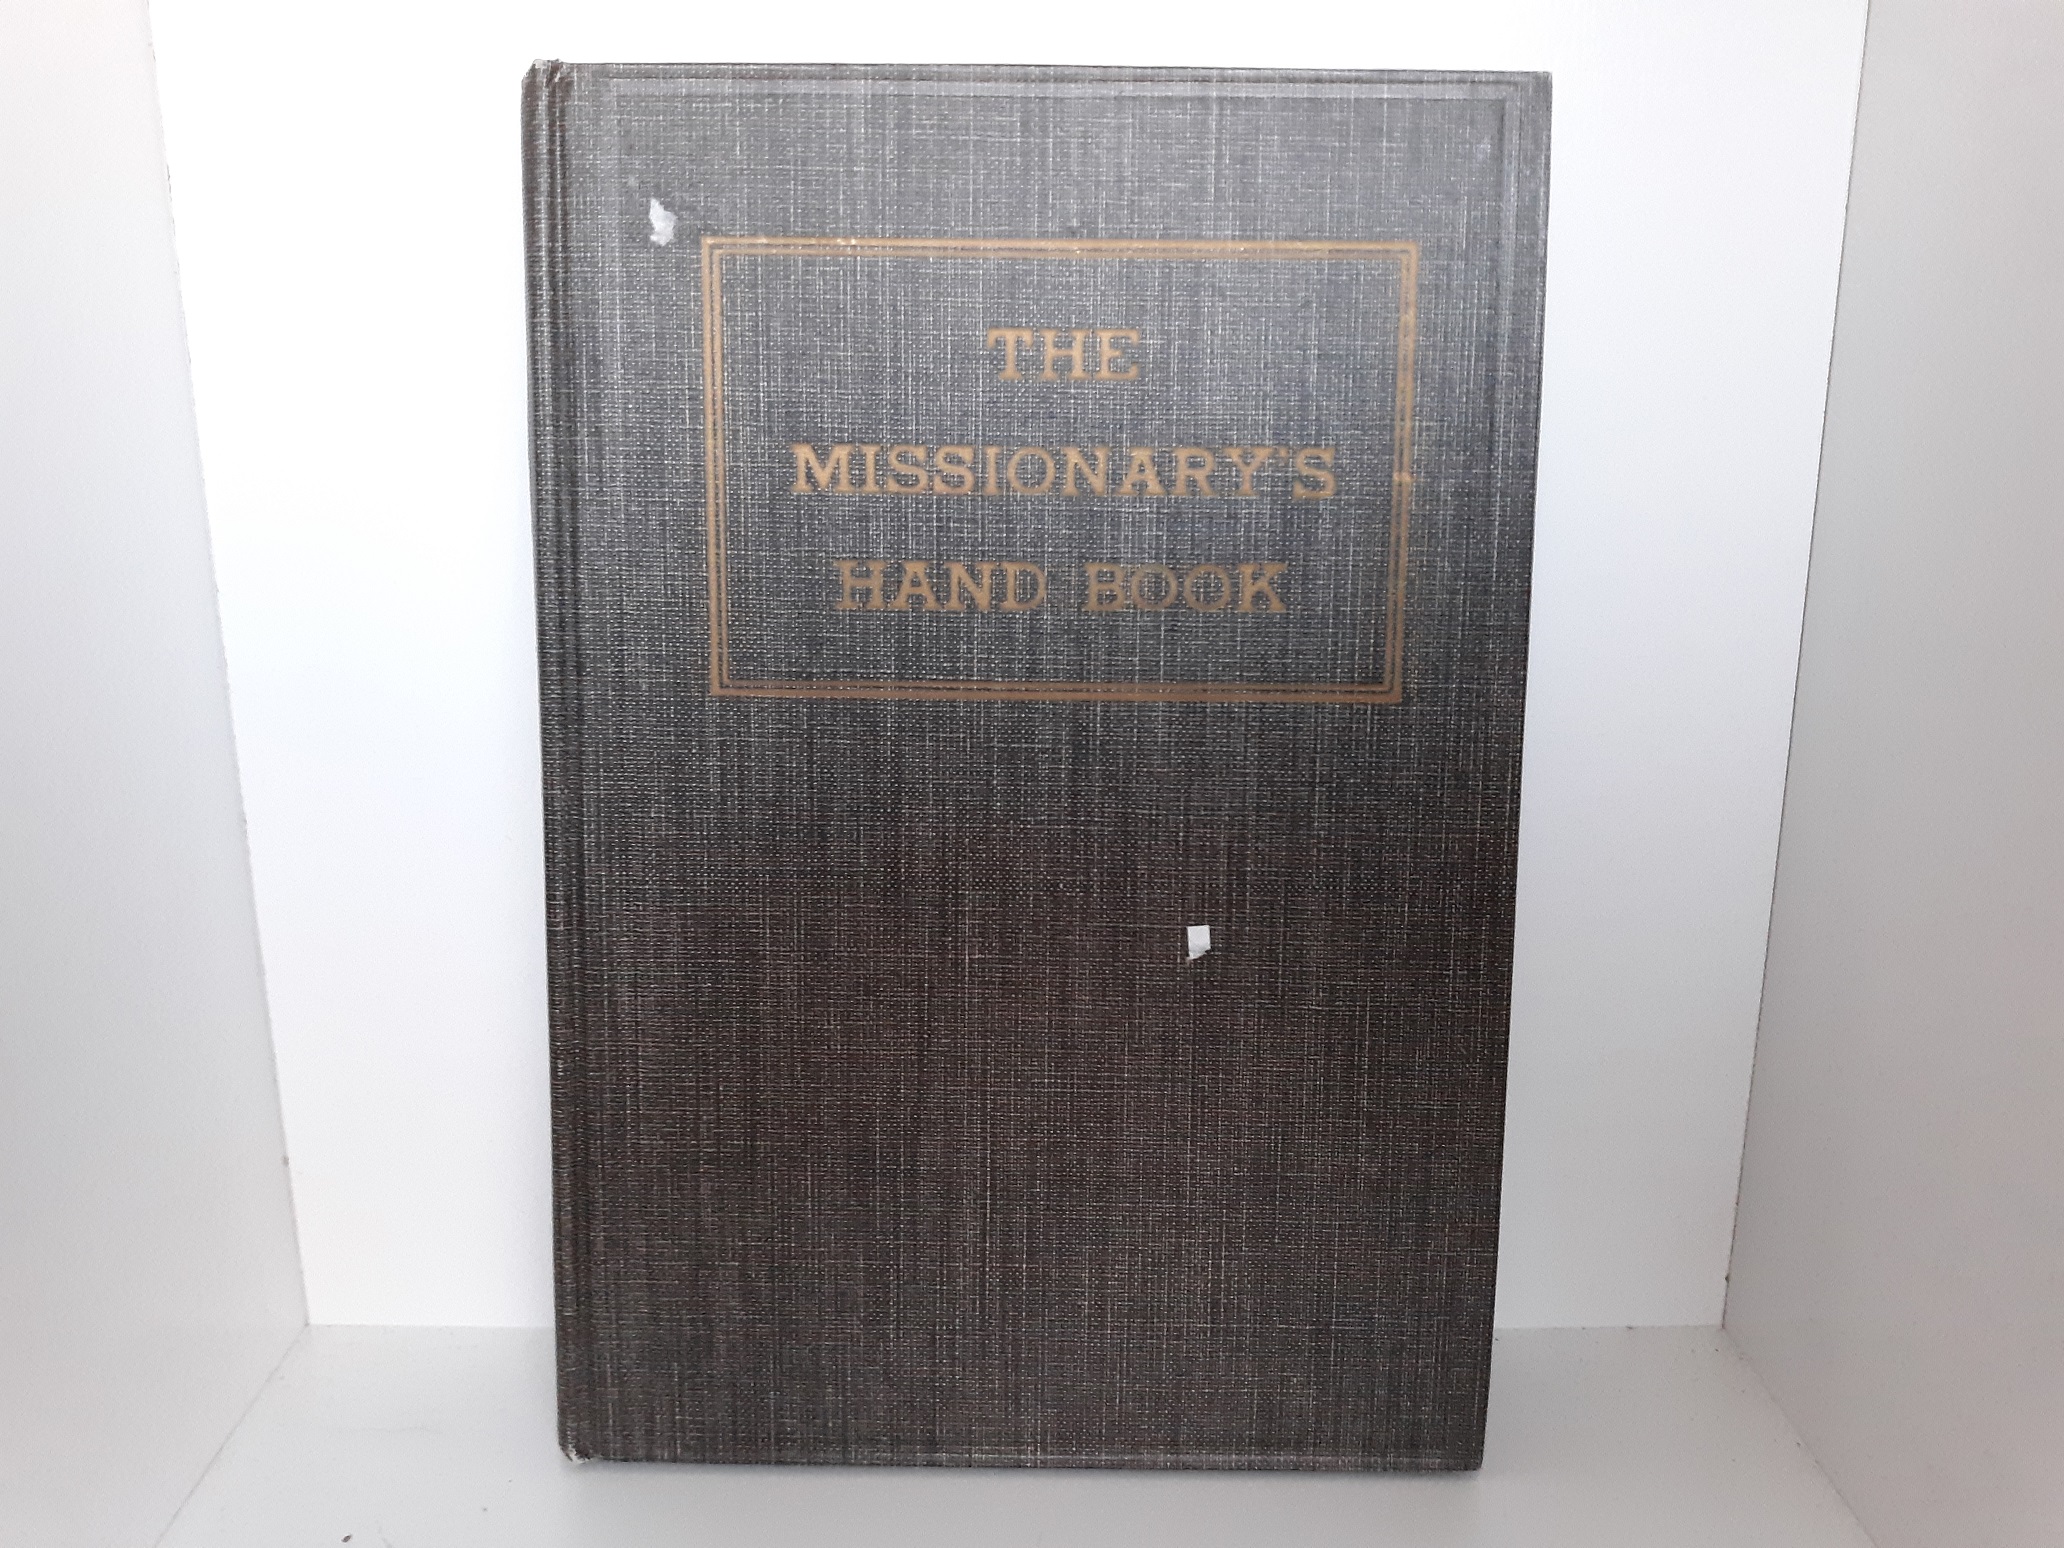 THE
MISSIONARY'S
HAND BOOK